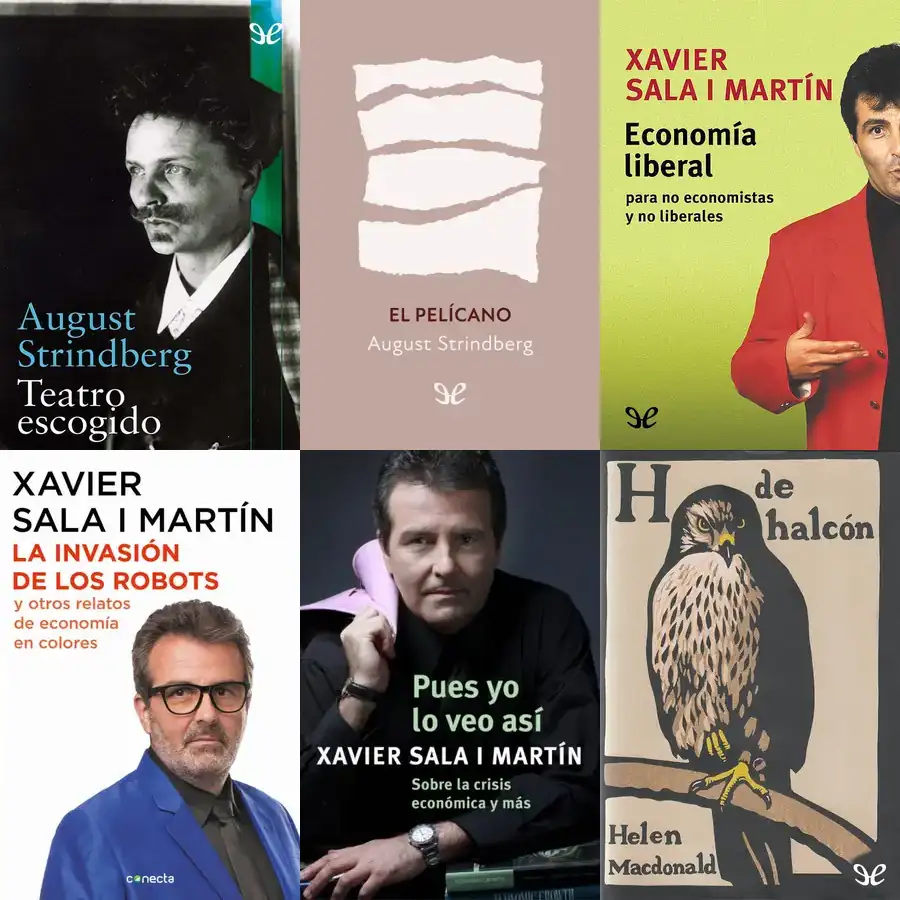 August
Strindberg
Teatro
escogido
EL PELÍCANO
August Strindberg
XAVIER
SALA I MARTÍN
Economía
liberal
para no economistas
y no liberales
XAVIER
SALA I MARTÍN
LA INVASIÓN
DE LOS ROBOTS
y otros relatos
de economía
en colores
conecta
Pues yo
lo veo así
XAVIER SALA I MARTÍN
Sobre la crisis
económica y más
ECONOMIC GROWTH
H de
halcón
Helen
Macdonald